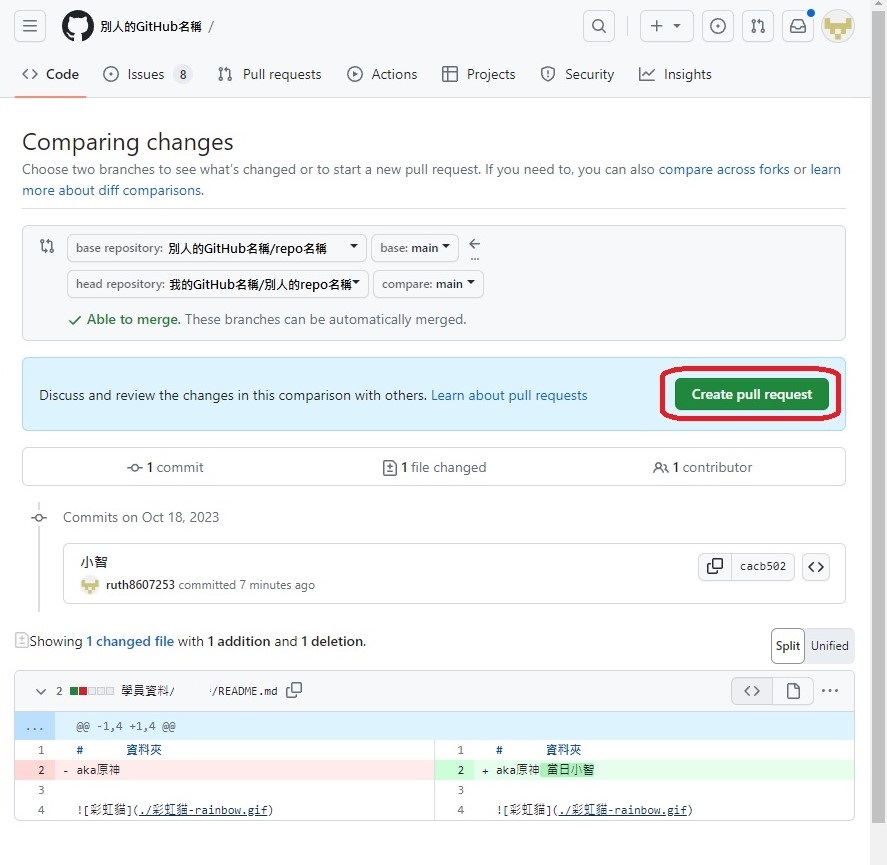 別人的GitHub名稱 /
Code Issues 8 Pull requests Actions Projects Security Insights
Comparing changes
Choose two branches to see what's changed or to start a new pull request. If you need to, you can also compare across forks or learn
more about diff comparisons.
base repository: 別人的GitHub名稱/repo名稱 base: main
head repository: 我的GitHub名稱/別人的repo名稱 compare: main
Able to merge. These branches can be automatically merged.
Discuss and review the changes in this comparison with others. Learn about pull requests Create pull request
1 commit 1 file changed 1 contributor
Commits on Oct 18, 2023
小智
ruth8607253 committed 7 minutes ago cacb502
Showing 1 changed file with 1 addition and 1 deletion. Split Unified
2 學員資料/ /README.md
... @@ -1,4 +1,4 @@
1 # 資料夾 1 # 資料夾
2 - aka原神 2 + aka原神 當日小智
3 3
4 ![彩虹貓](./彩虹貓-rainbow.gif) 4 ![彩虹貓](./彩虹貓-rainbow.gif)